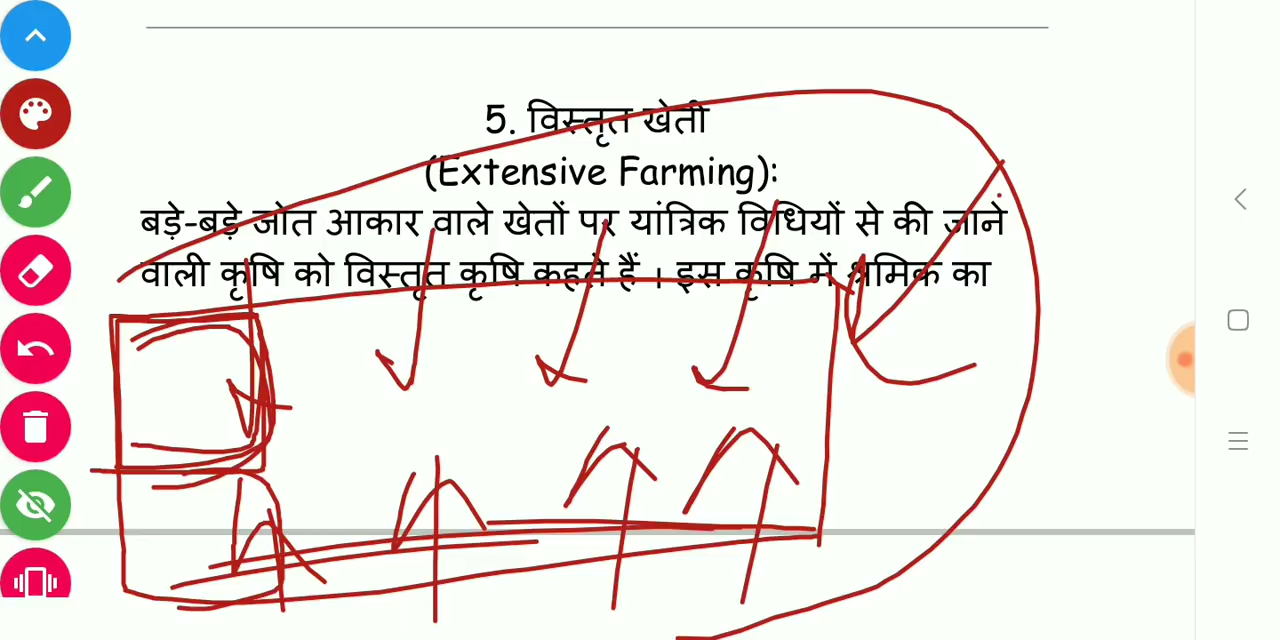 5. विस्तृत खेती
(Extensive Farming):
बड़े-बड़े जोत आकार वाले खेतों पर यांत्रिक विधियों से की जाने
वाली कृषि को विस्तृत कृषि कहते हैं । इस कृषि में श्रमिक का